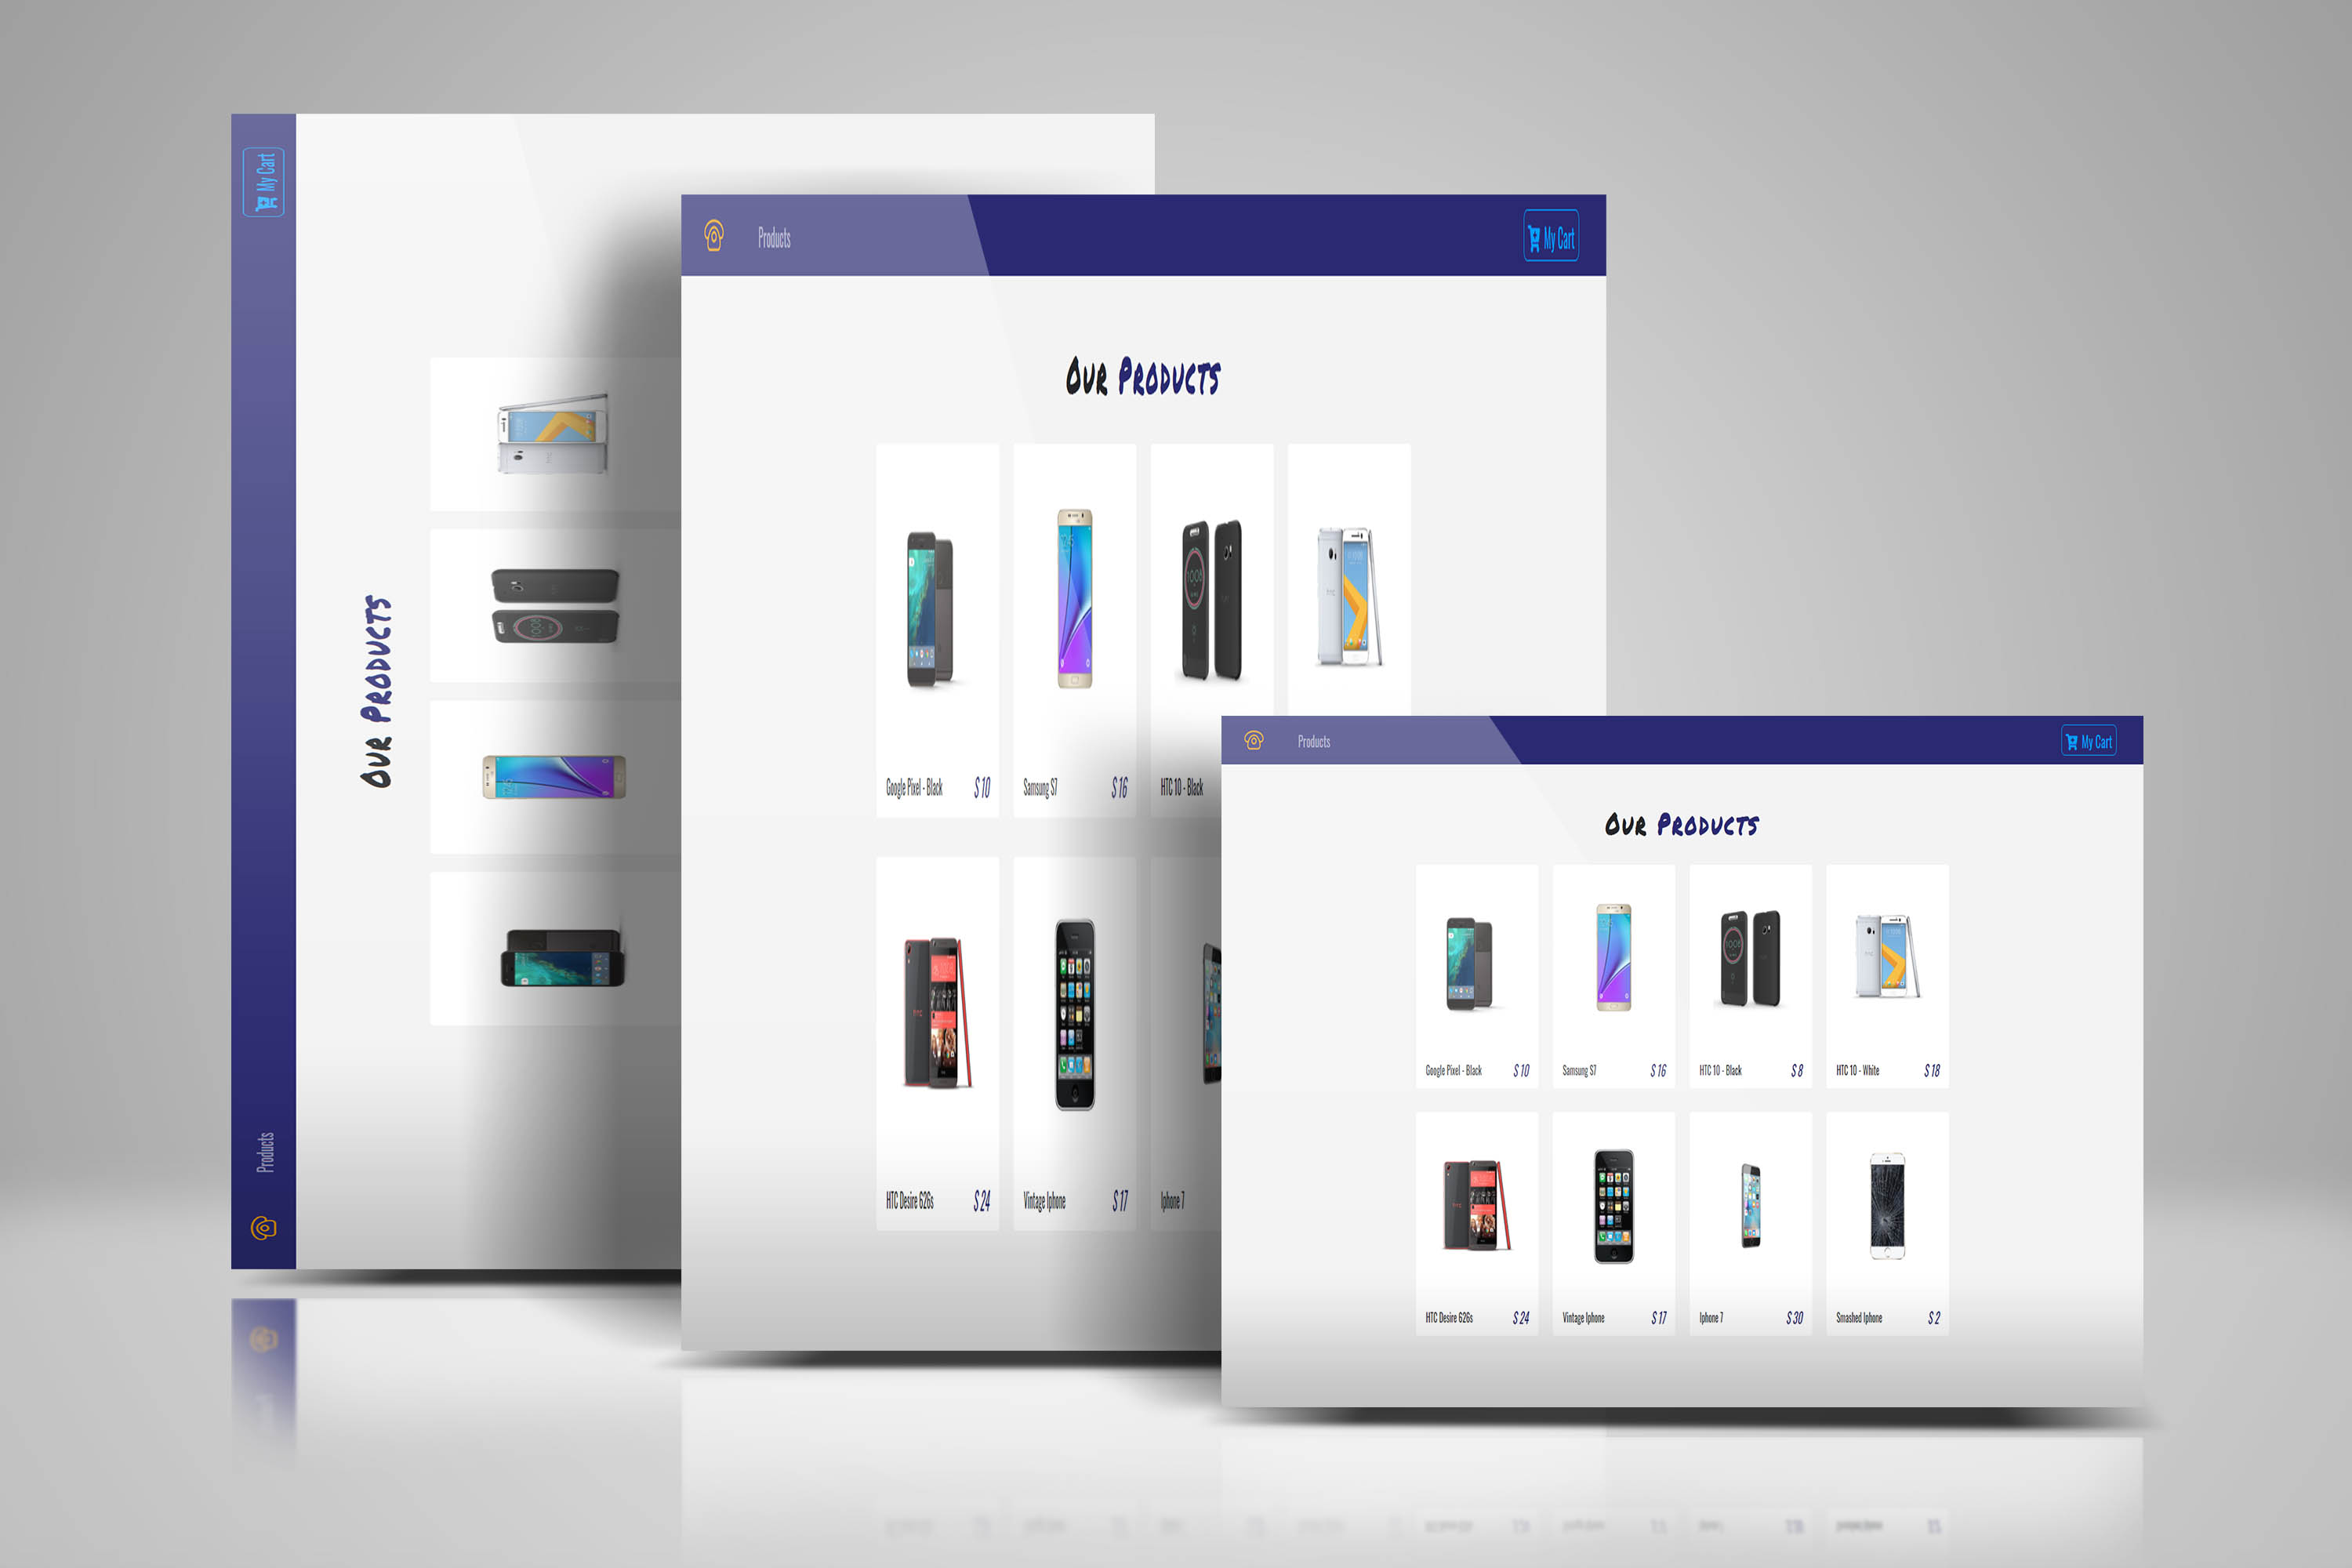 My Cart
Our Products
Products
Products
My Cart
Our Products
Google Pixel - Black $ 10
Samsung S7 $ 16
HTC 10 - Black
HTC Desire 626s $ 24
Vintage Iphone $ 17
Iphone 7
Products
My Cart
Our Products
Google Pixel - Black $ 10
Samsung S7 $ 16
HTC 10 - Black $ 8
HTC 10 - White $ 18
HTC Desire 626s $ 24
Vintage Iphone $ 17
Iphone 7 $ 30
Smashed Iphone $ 2